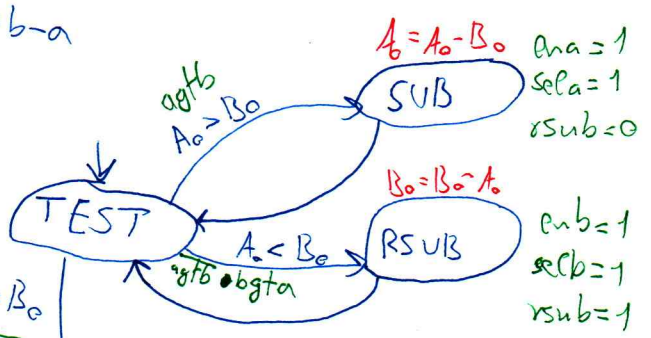 b-a
A₀ = A₀ - B₀
ena = 1
agtb
sela = 1
A₀ > B₀
SUB
rsub = 0
B₀ = B₀ - A₀
TEST
enb = 1
A₀ < B₀
RSUB
selb = 1
agtb • bgta
B₀
rsub = 1